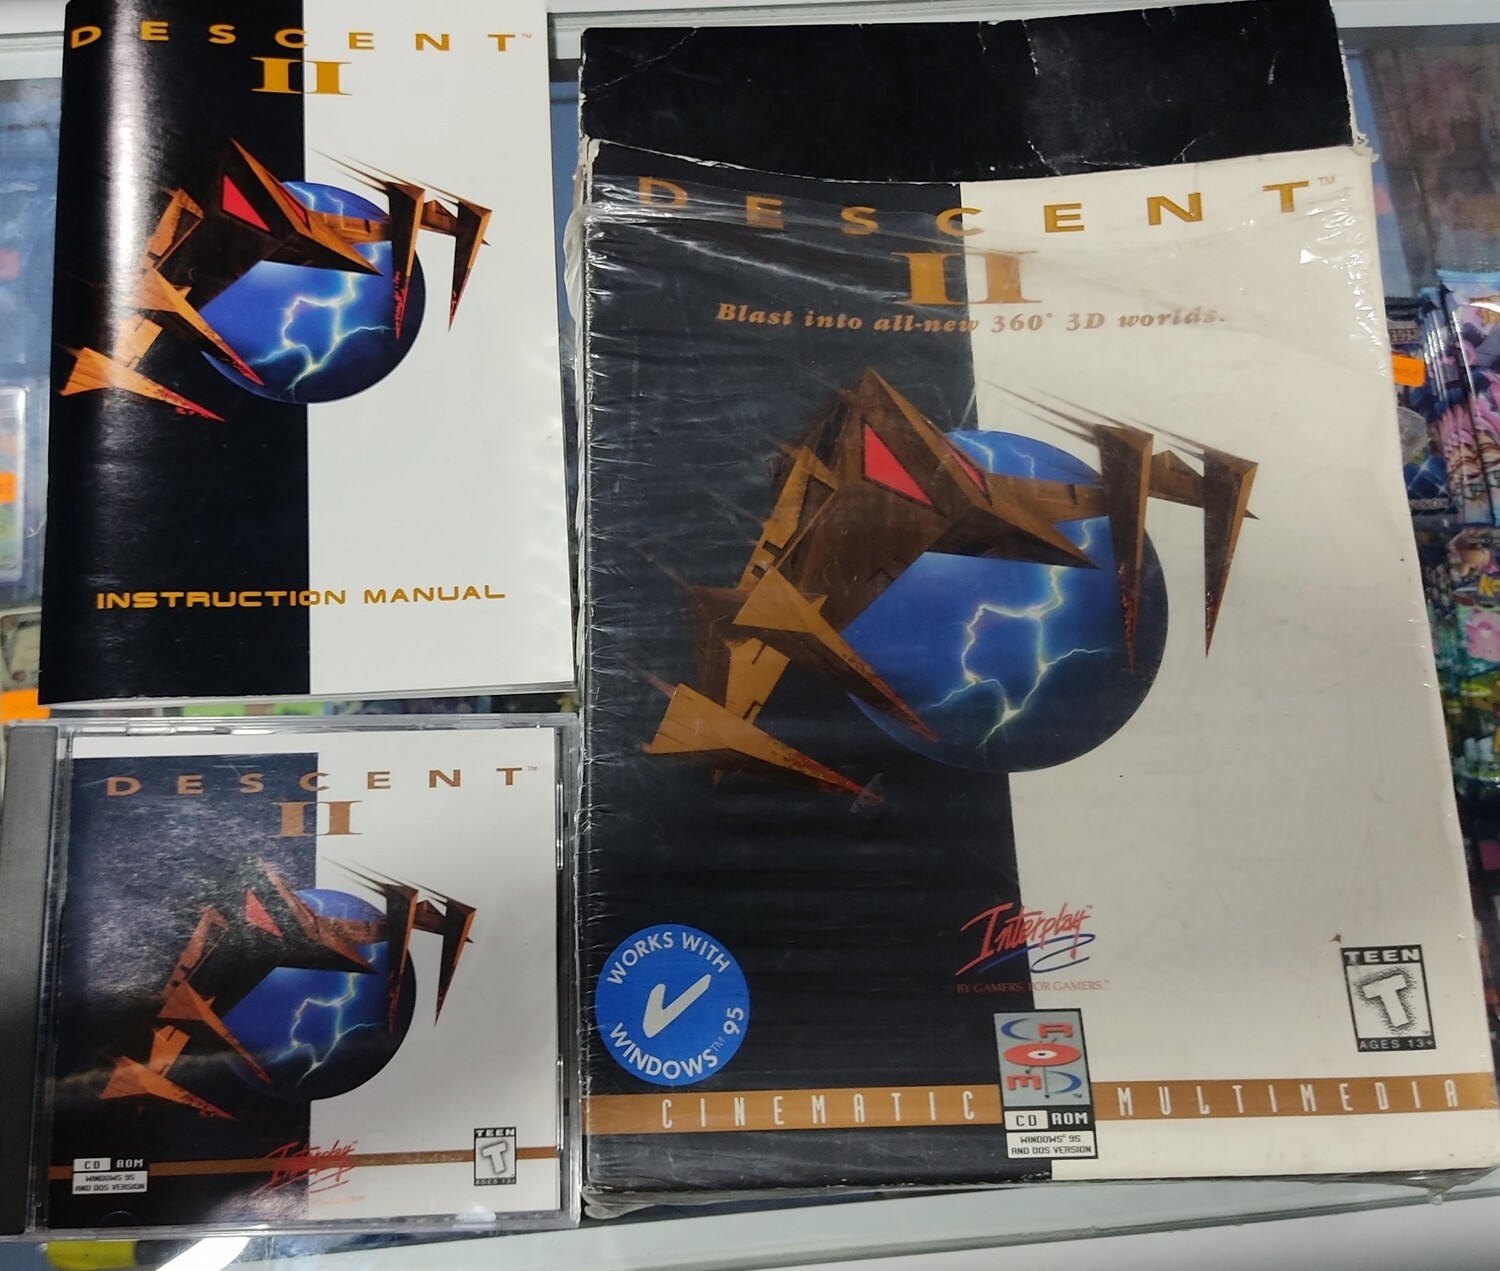 DESCENT™
II
INSTRUCTION MANUAL
DESCENT™
II
CD ROM
WINDOWS 95
AND DOS VERSION
Interplay
TEEN
T
AGES 13+
DESCENT™
II
Blast into all-new 360° 3D worlds.
WORKS WITH
WINDOWS™ 95
Interplay™
BY GAMERS. FOR GAMERS.™
TEEN
T
AGES 13+
CINEMATIC MULTIMEDIA
CD ROM
WINDOWS® 95
AND DOS VERSION